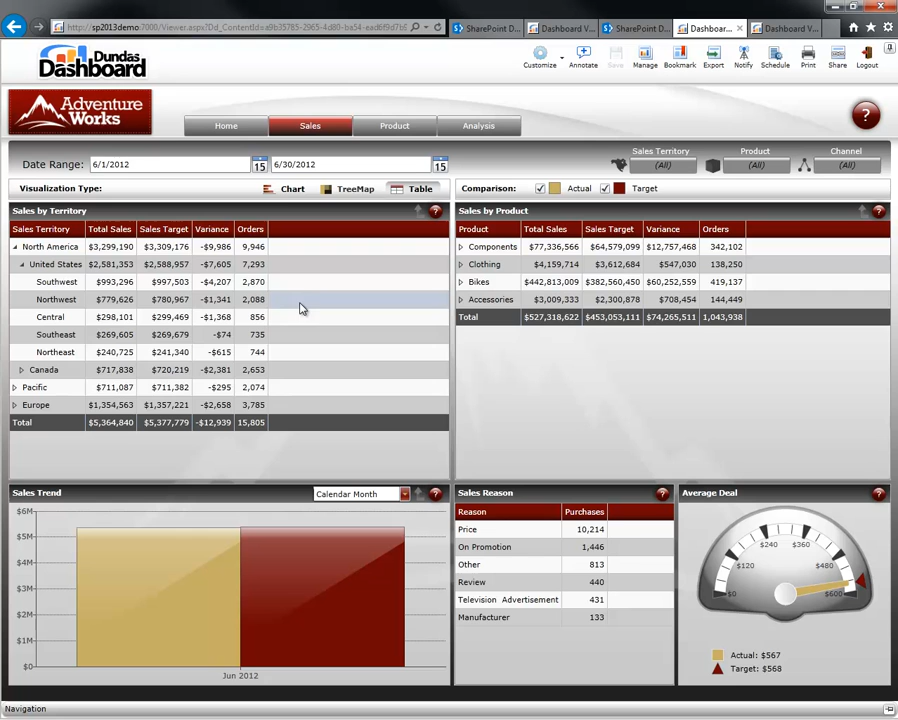 sp2013demo:7000/Viewer.aspx?Dd_ContentId=a9b35785-2965-4d80-ba54-ead6f9d7d7b6
SharePoint D...
Dashboard V...
SharePoint D...
Dashboar...
Dashboard V...
Dundas
Dashboard
Customize
Annotate
Save
Manage
Bookmark
Export
Notify
Schedule
Print
Share
Logout
Adventure
Works
Home
Sales
Product
Analysis
?
Date Range:
6/1/2012
15
6/30/2012
15
Sales Territory
(All)
Product
(All)
Channel
(All)
Visualization Type:
Chart
TreeMap
Table
Comparison:
Actual
Target
Sales by Territory
?
Sales Territory Total Sales Sales Target Variance Orders
North America $3,299,190 $3,309,176 -$9,986 9,946
United States $2,581,353 $2,588,957 -$7,605 7,293
Southwest $993,296 $997,503 -$4,207 2,870
Northwest $779,626 $780,967 -$1,341 2,088
Central $298,101 $299,469 -$1,368 856
Southeast $269,605 $269,679 -$74 735
Northeast $240,725 $241,340 -$615 744
Canada $717,838 $720,219 -$2,381 2,653
Pacific $711,087 $711,382 -$295 2,074
Europe $1,354,563 $1,357,221 -$2,658 3,785
Total $5,364,840 $5,377,779 -$12,939 15,805
Sales by Product
?
Product Total Sales Sales Target Variance Orders
Components $77,336,566 $64,579,099 $12,757,468 342,102
Clothing $4,159,714 $3,612,684 $547,030 138,250
Bikes $442,813,009 $382,560,450 $60,252,559 419,137
Accessories $3,009,333 $2,300,878 $708,454 144,449
Total $527,318,622 $453,053,111 $74,265,511 1,043,938
Sales Trend
Calendar Month
?
$6M
$5M
$4M
$3M
$2M
$1M
$0
Jun 2012
Sales Reason
?
Reason Purchases
Price 10,214
On Promotion 1,446
Other 813
Review 440
Television Advertisement 431
Manufacturer 133
Average Deal
?
$0
$120
$240
$360
$480
$600
Actual: $567
Target: $568
Navigation